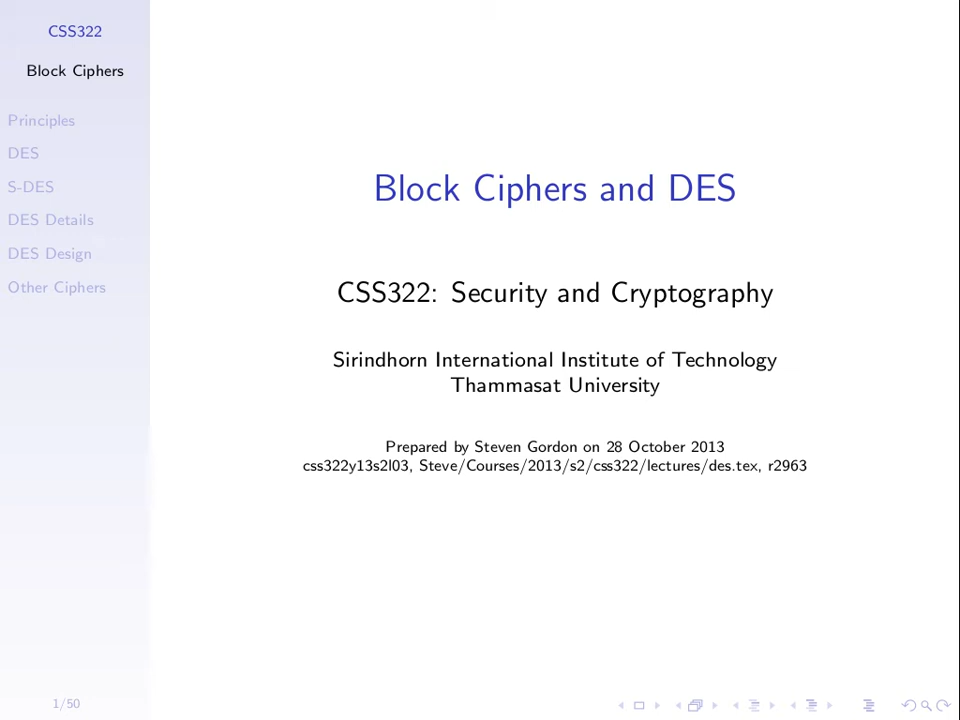 CSS322
Block Ciphers
Principles
DES
S-DES
DES Details
DES Design
Other Ciphers
Block Ciphers and DES
CSS322: Security and Cryptography
Sirindhorn International Institute of Technology
Thammasat University
Prepared by Steven Gordon on 28 October 2013
css322y13s2l03, Steve/Courses/2013/s2/css322/lectures/des.tex, r2963
1/50